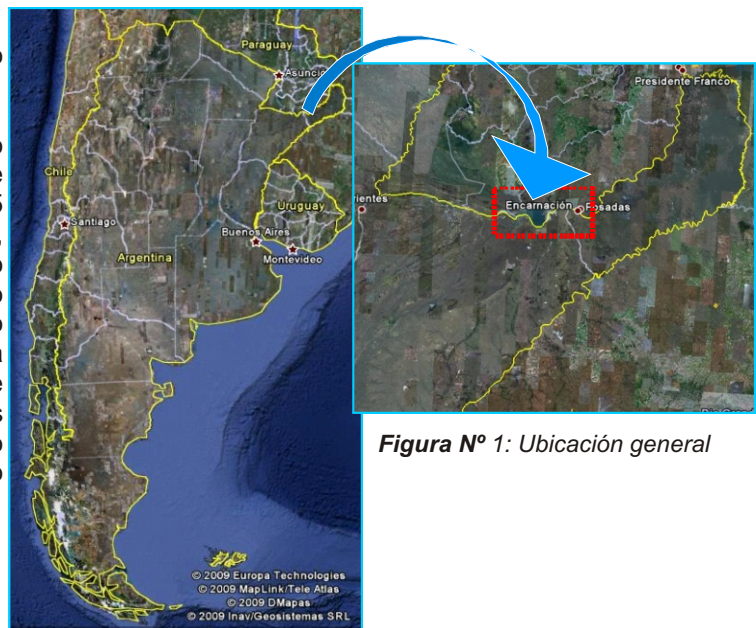 Paraguay
Asunció
Chile
Santiago
Uruguay
Buenos Aires
Montevideo
Argentina
© 2009 Europa Technologies
© 2009 MapLink/Tele Atlas
© 2009 DMapas
© 2009 Inav/Geosistemas SRL
Presidente Franco
rientes
Encarnación
Posadas
Figura Nº 1: Ubicación general